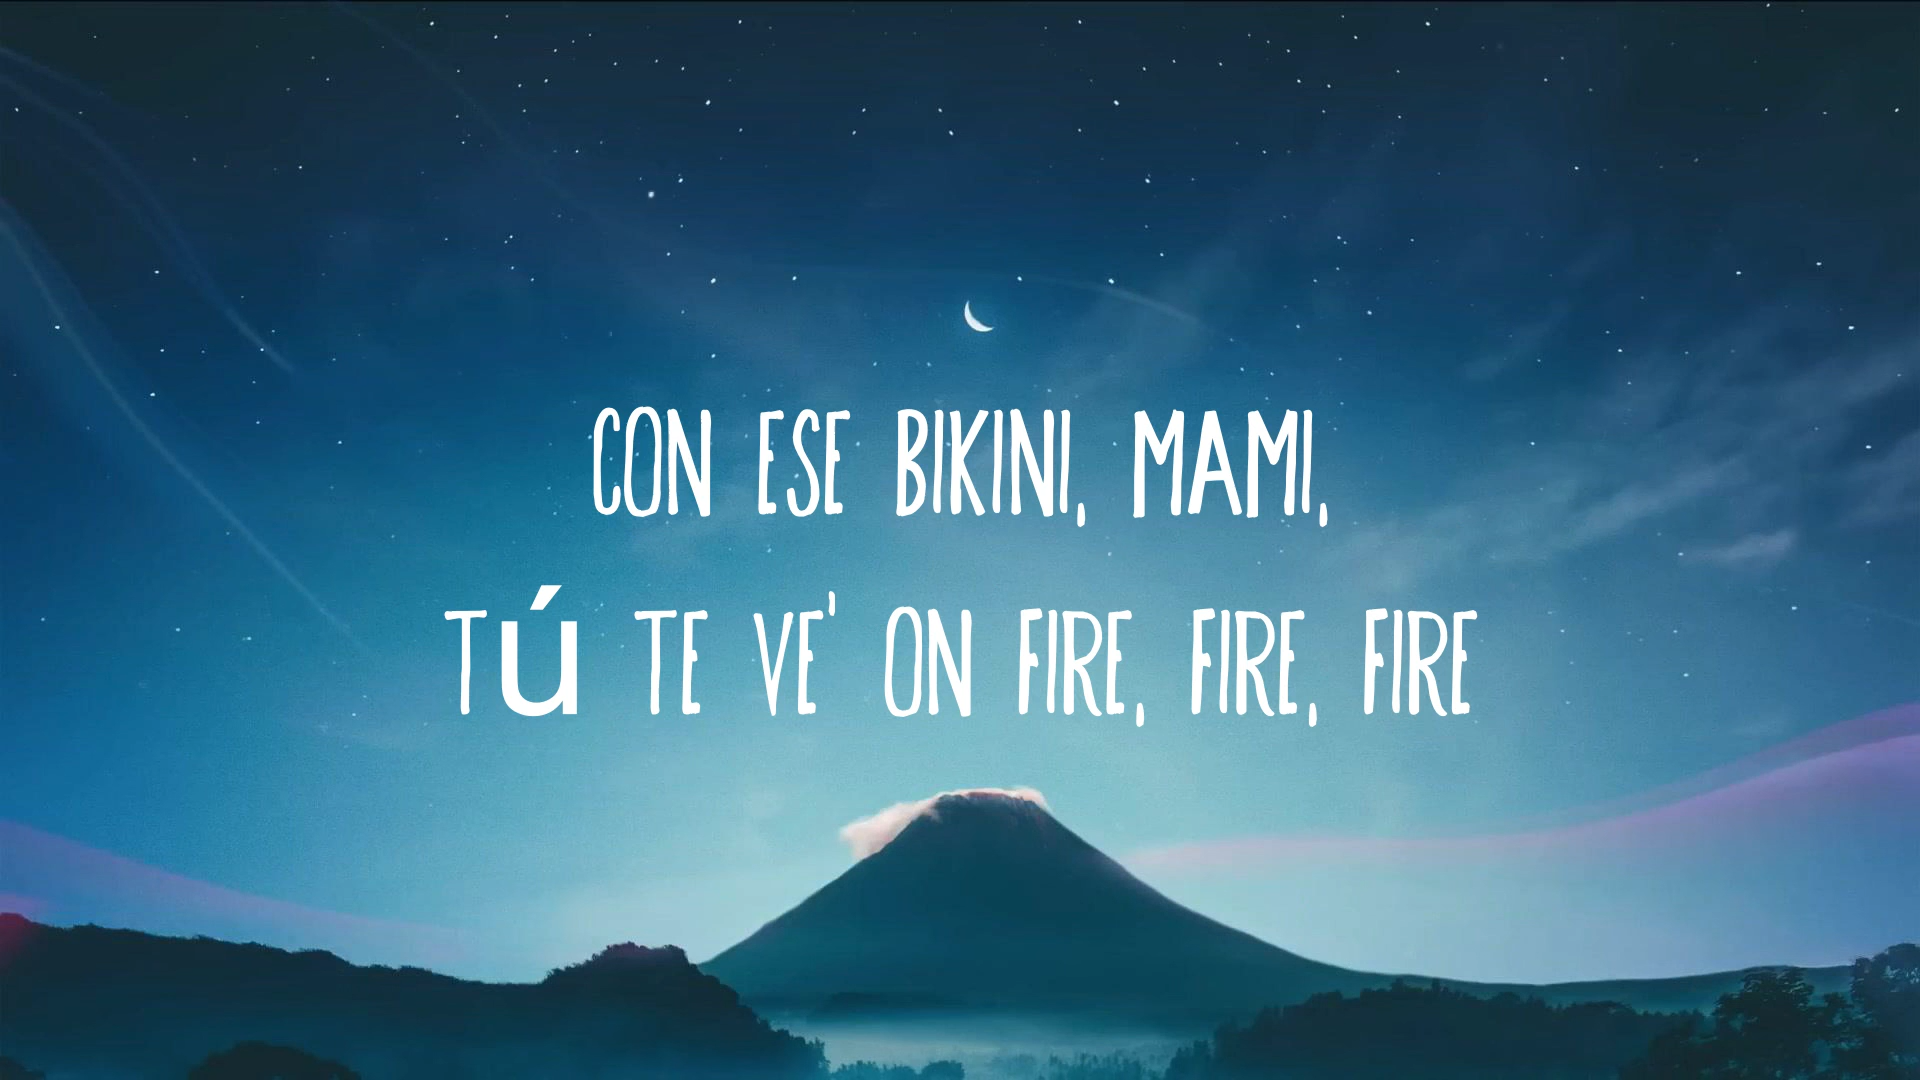 CON ESE BIKINI, MAMI,
Tú TE VE' ON FIRE, FIRE, FIRE